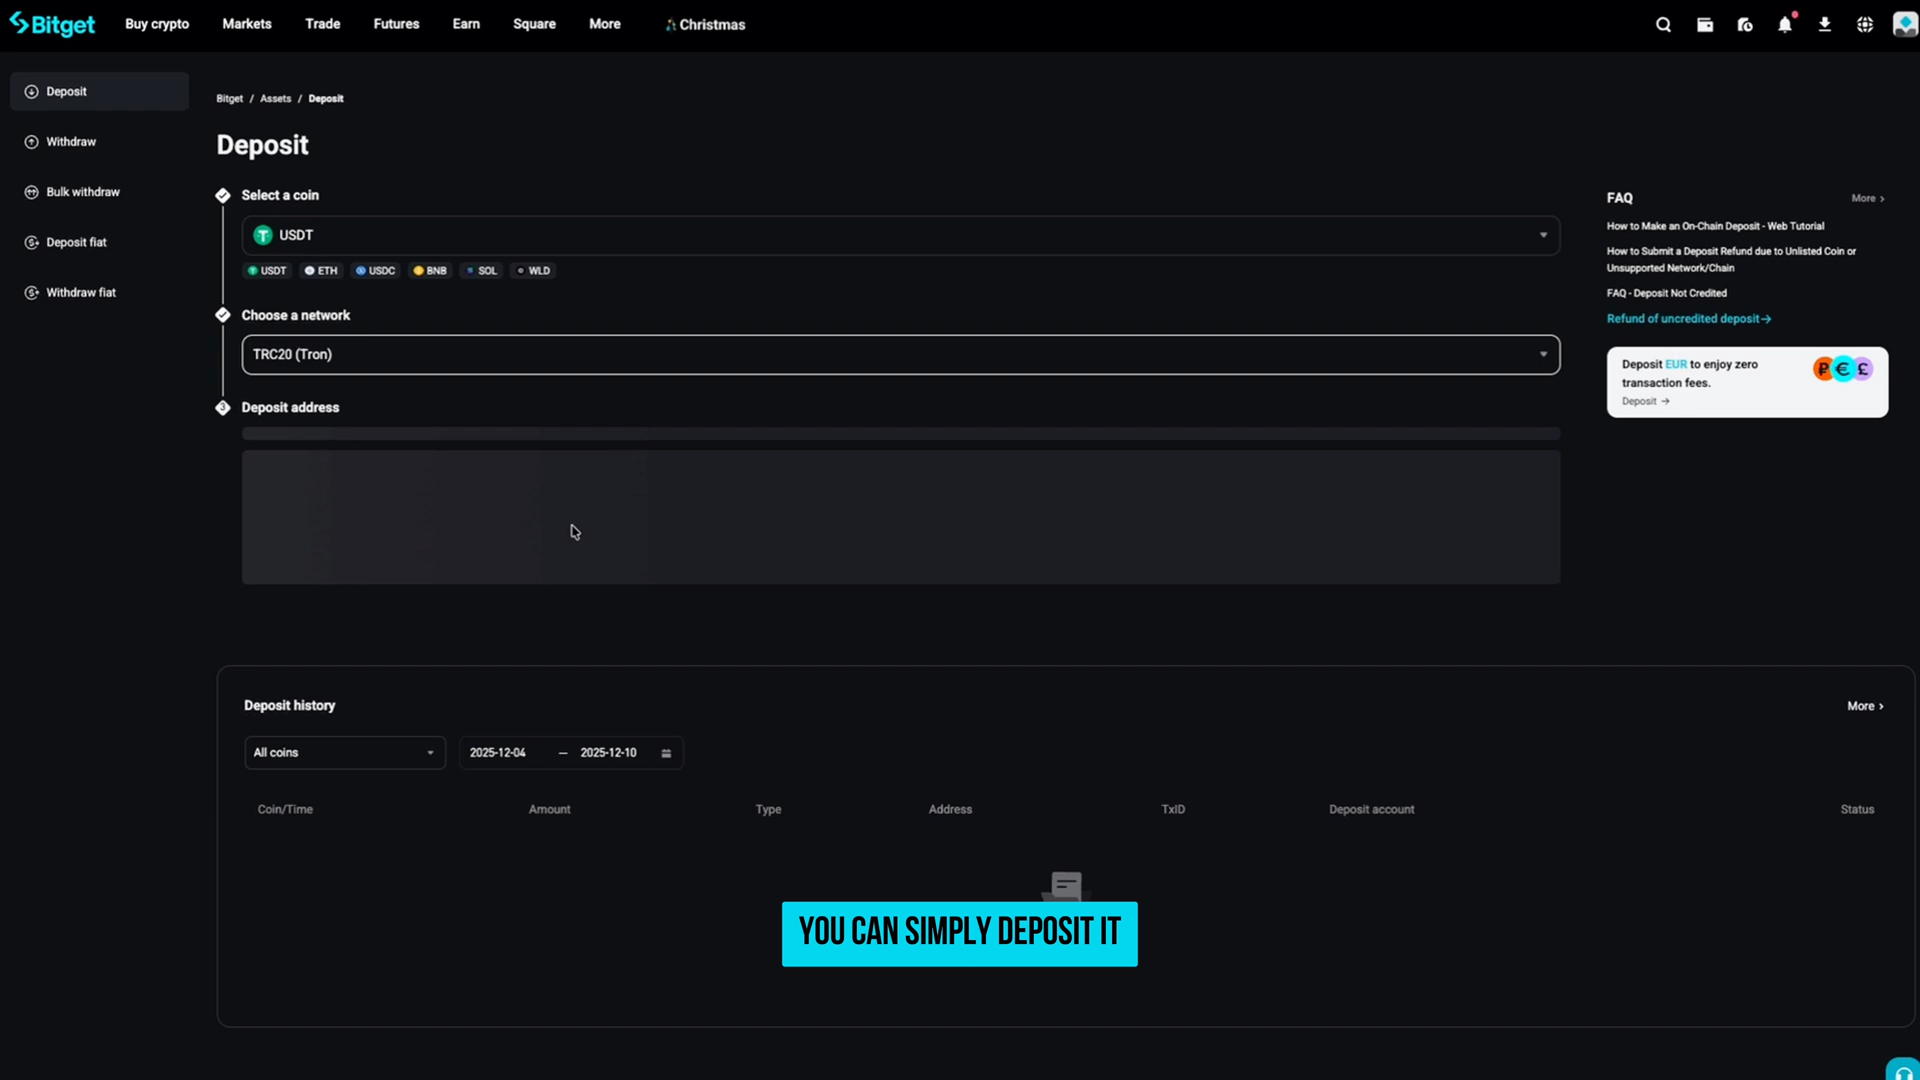 Bitget
Buy crypto
Markets
Trade
Futures
Earn
Square
More
Christmas
Deposit
Withdraw
Bulk withdraw
Deposit fiat
Withdraw fiat
Bitget / Assets / Deposit
Deposit
Select a coin
USDT
USDT
ETH
USDC
BNB
SOL
WLD
Choose a network
TRC20 (Tron)
3
Deposit address
FAQ
More >
How to Make an On-Chain Deposit - Web Tutorial
How to Submit a Deposit Refund due to Unlisted Coin or
Unsupported Network/Chain
FAQ - Deposit Not Credited
Refund of uncredited deposit→
Deposit EUR to enjoy zero
transaction fees.
Deposit →
₽ € £
Deposit history
More >
All coins
2025-12-04 — 2025-12-10
Coin/Time
Amount
Type
Address
TxID
Deposit account
Status
YOU CAN SIMPLY DEPOSIT IT